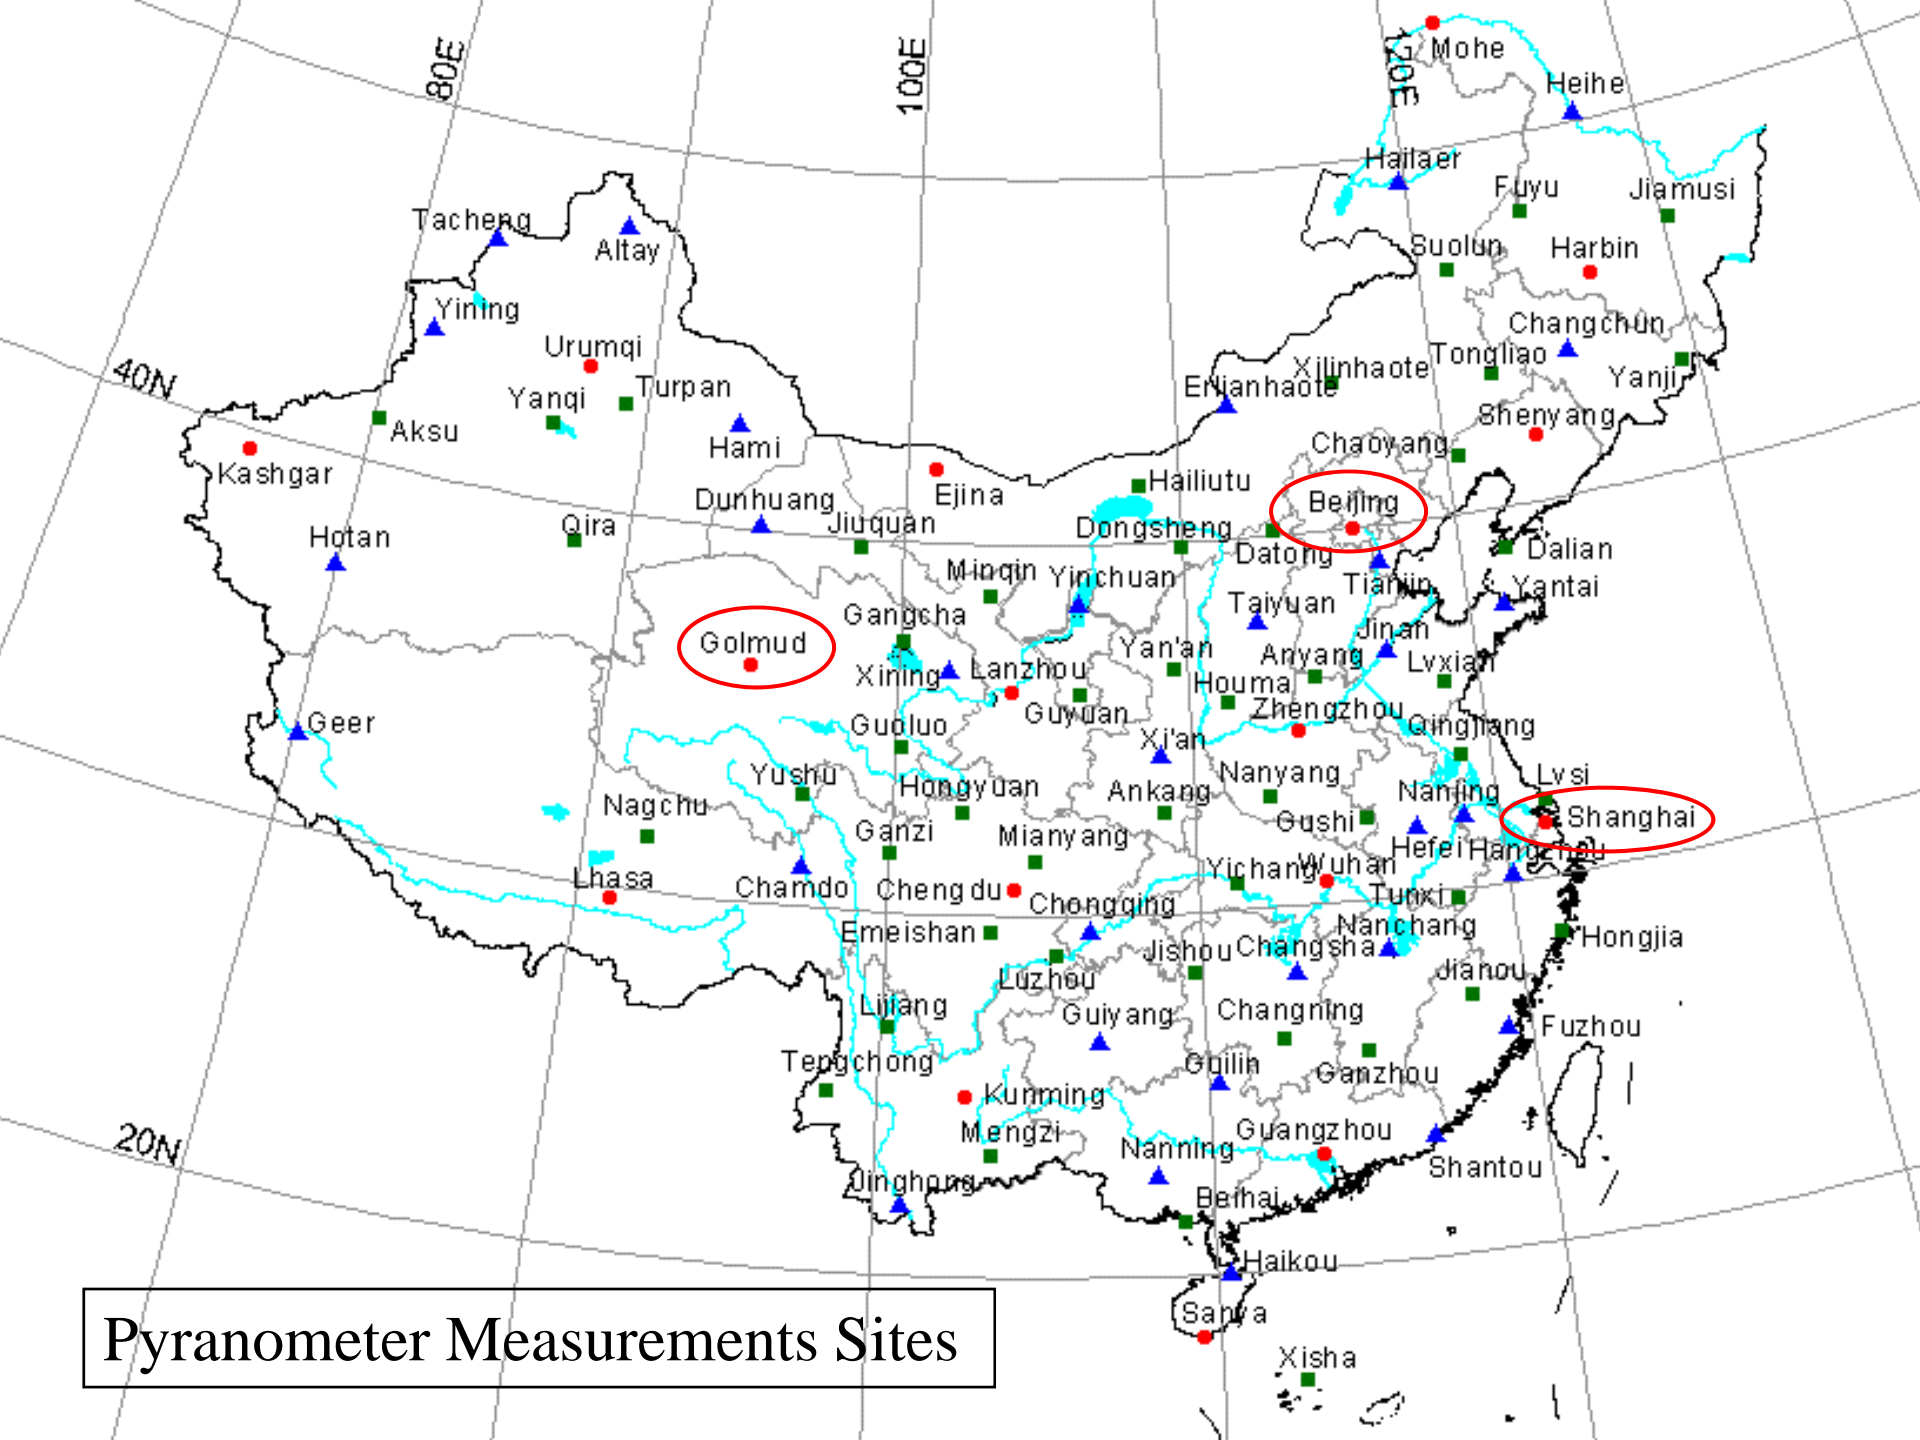 80E
100E
120E
Mohe
Heihe
Hailaer
Fuyu
Jiamusi
Tacheng
Altay
Suolun
Harbin
Yining
Changchun
Urumqi
Tongliao
40N
Xilinhaote
Yanji
Erlianhaote
Turpan
Yanqi
Shenyang
Aksu
Hami
Chaoyang
Kashgar
Ejina
Hailiutu
Dunhuang
Beijing
Jiuquan
Qira
Dongsheng
Hotan
Datong
Dalian
Minqin
Yinchuan
Tianjin
Yantai
Taiyuan
Gangcha
Jinan
Golmud
Yan'an
Anyang
Lvxian
Xining
Lanzhou
Houma
Guyuan
Zhengzhou
Geer
Guoluo
Qingjiang
Xi'an
Yushu
Nanyang
Lvsi
Hongyuan
Ankang
Nanjing
Nagchu
Shanghai
Ganzi
Mianyang
Gushi
Hefei
Hangzhou
Yichang
Wuhan
Lhasa
Chamdo
Chengdu
Chongqing
Tunxi
Nanchang
Emeishan
Jishou
Changsha
Hongjia
Luzhou
Jianou
Lijiang
Guiyang
Changning
Fuzhou
Tengchong
Guilin
Ganzhou
Kunming
Mengzi
Guangzhou
20N
Nanning
Shantou
Jinghong
Beihai
Haikou
Sanya
Pyranometer Measurements Sites
Xisha